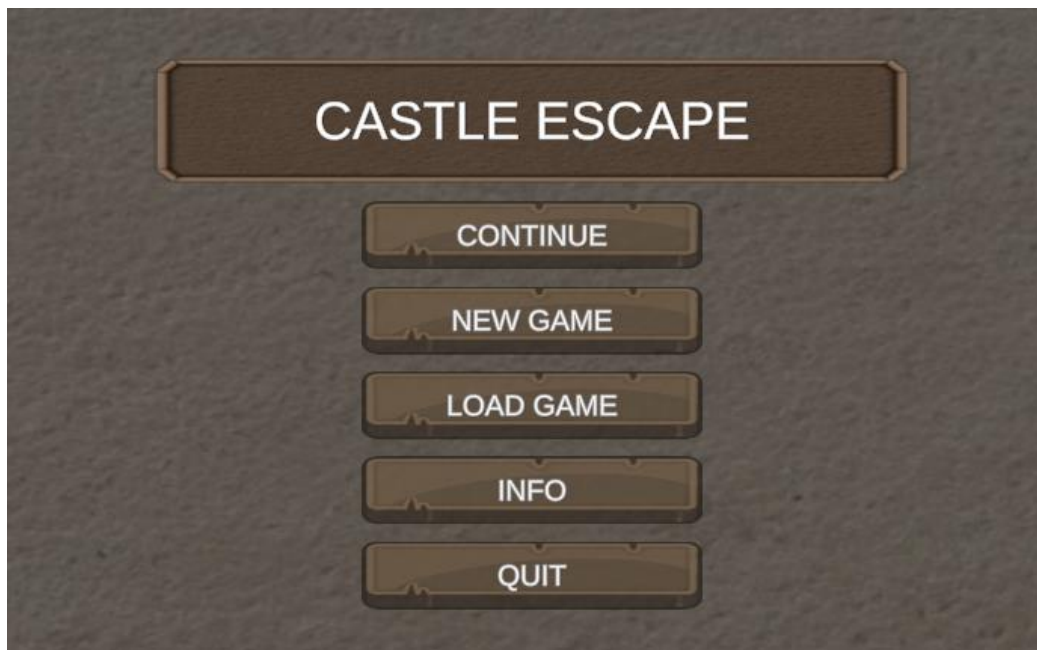 CASTLE ESCAPE
CONTINUE
NEW GAME
LOAD GAME
INFO
QUIT